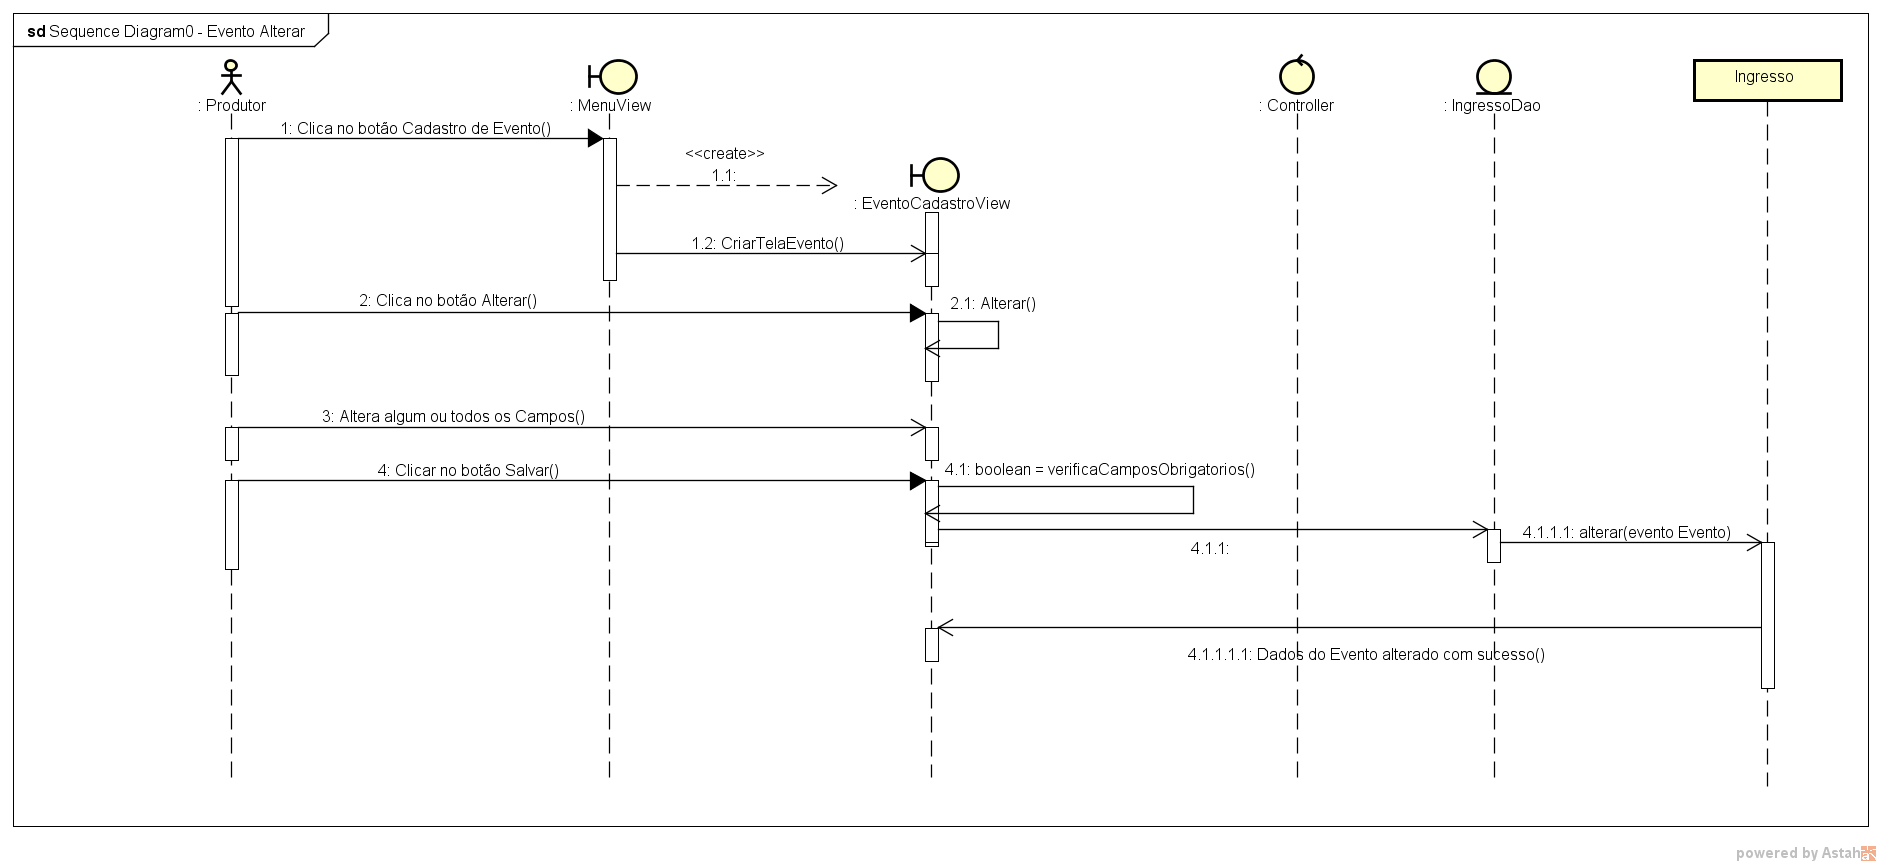 sd Sequence Diagram0 - Evento Alterar
: Produtor
: MenuView
: Controller
: IngressoDao
Ingresso
1: Clica no botão Cadastro de Evento()
<<create>>
1.1:
: EventoCadastroView
1.2: CriarTelaEvento()
2: Clica no botão Alterar()
2.1: Alterar()
3: Altera algum ou todos os Campos()
4: Clicar no botão Salvar()
4.1: boolean = verificaCamposObrigatorios()
4.1.1:
4.1.1.1: alterar(evento Evento)
4.1.1.1.1: Dados do Evento alterado com sucesso()
powered by Astah